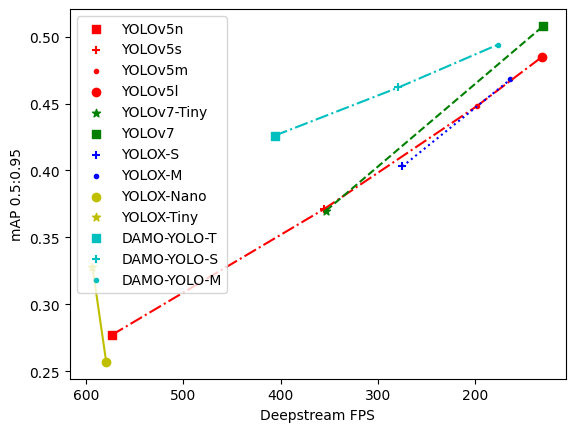 0.50
0.45
0.40
0.35
0.30
0.25
mAP 0.5:0.95
YOLOv5n
YOLOv5s
YOLOv5m
YOLOv5l
YOLOv7-Tiny
YOLOv7
YOLOX-S
YOLOX-M
YOLOX-Nano
YOLOX-Tiny
DAMO-YOLO-T
DAMO-YOLO-S
DAMO-YOLO-M
600 500 400 300 200
Deepstream FPS